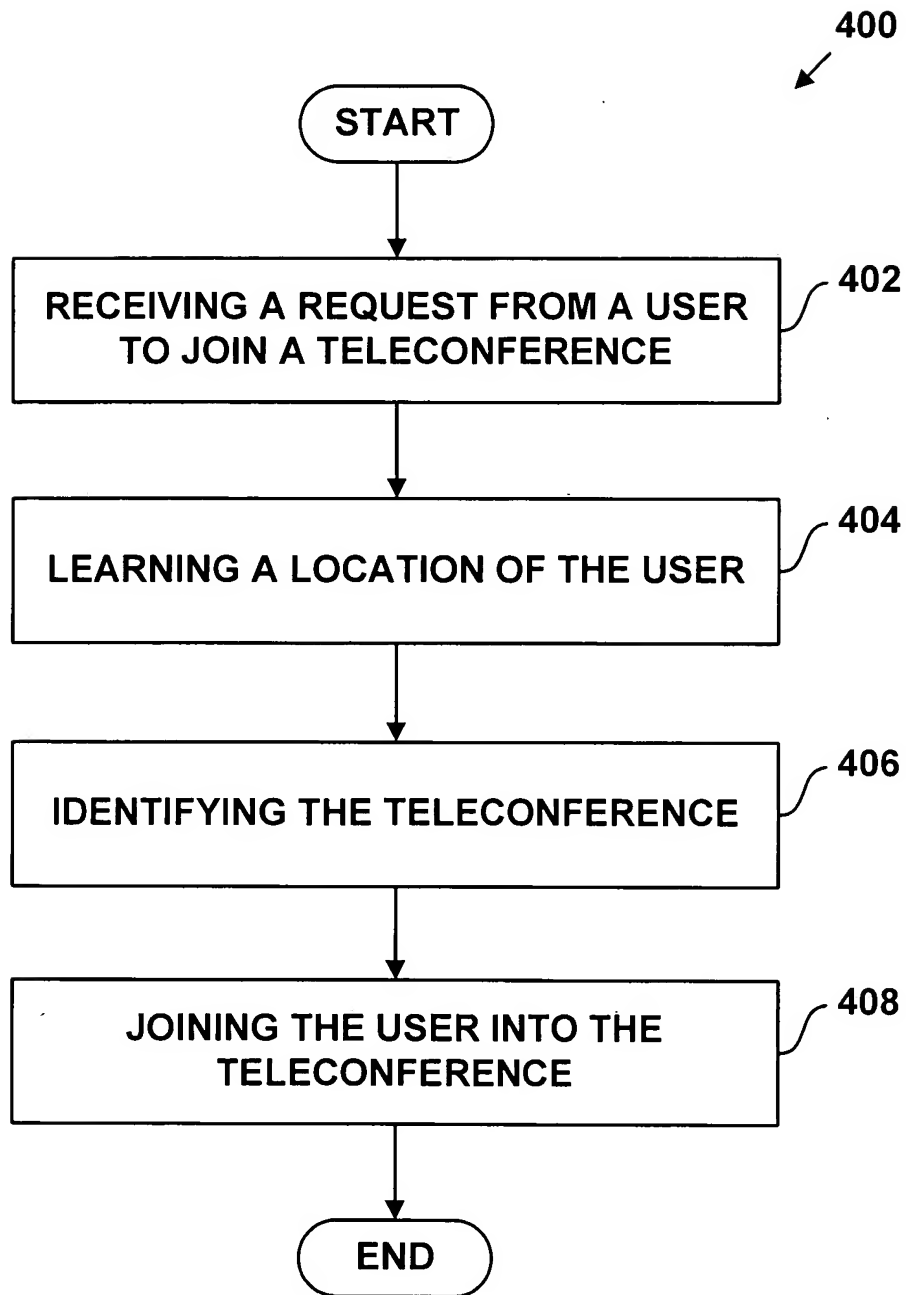 400
START
RECEIVING A REQUEST FROM A USER
TO JOIN A TELECONFERENCE
402
LEARNING A LOCATION OF THE USER
404
IDENTIFYING THE TELECONFERENCE
406
JOINING THE USER INTO THE
TELECONFERENCE
408
END